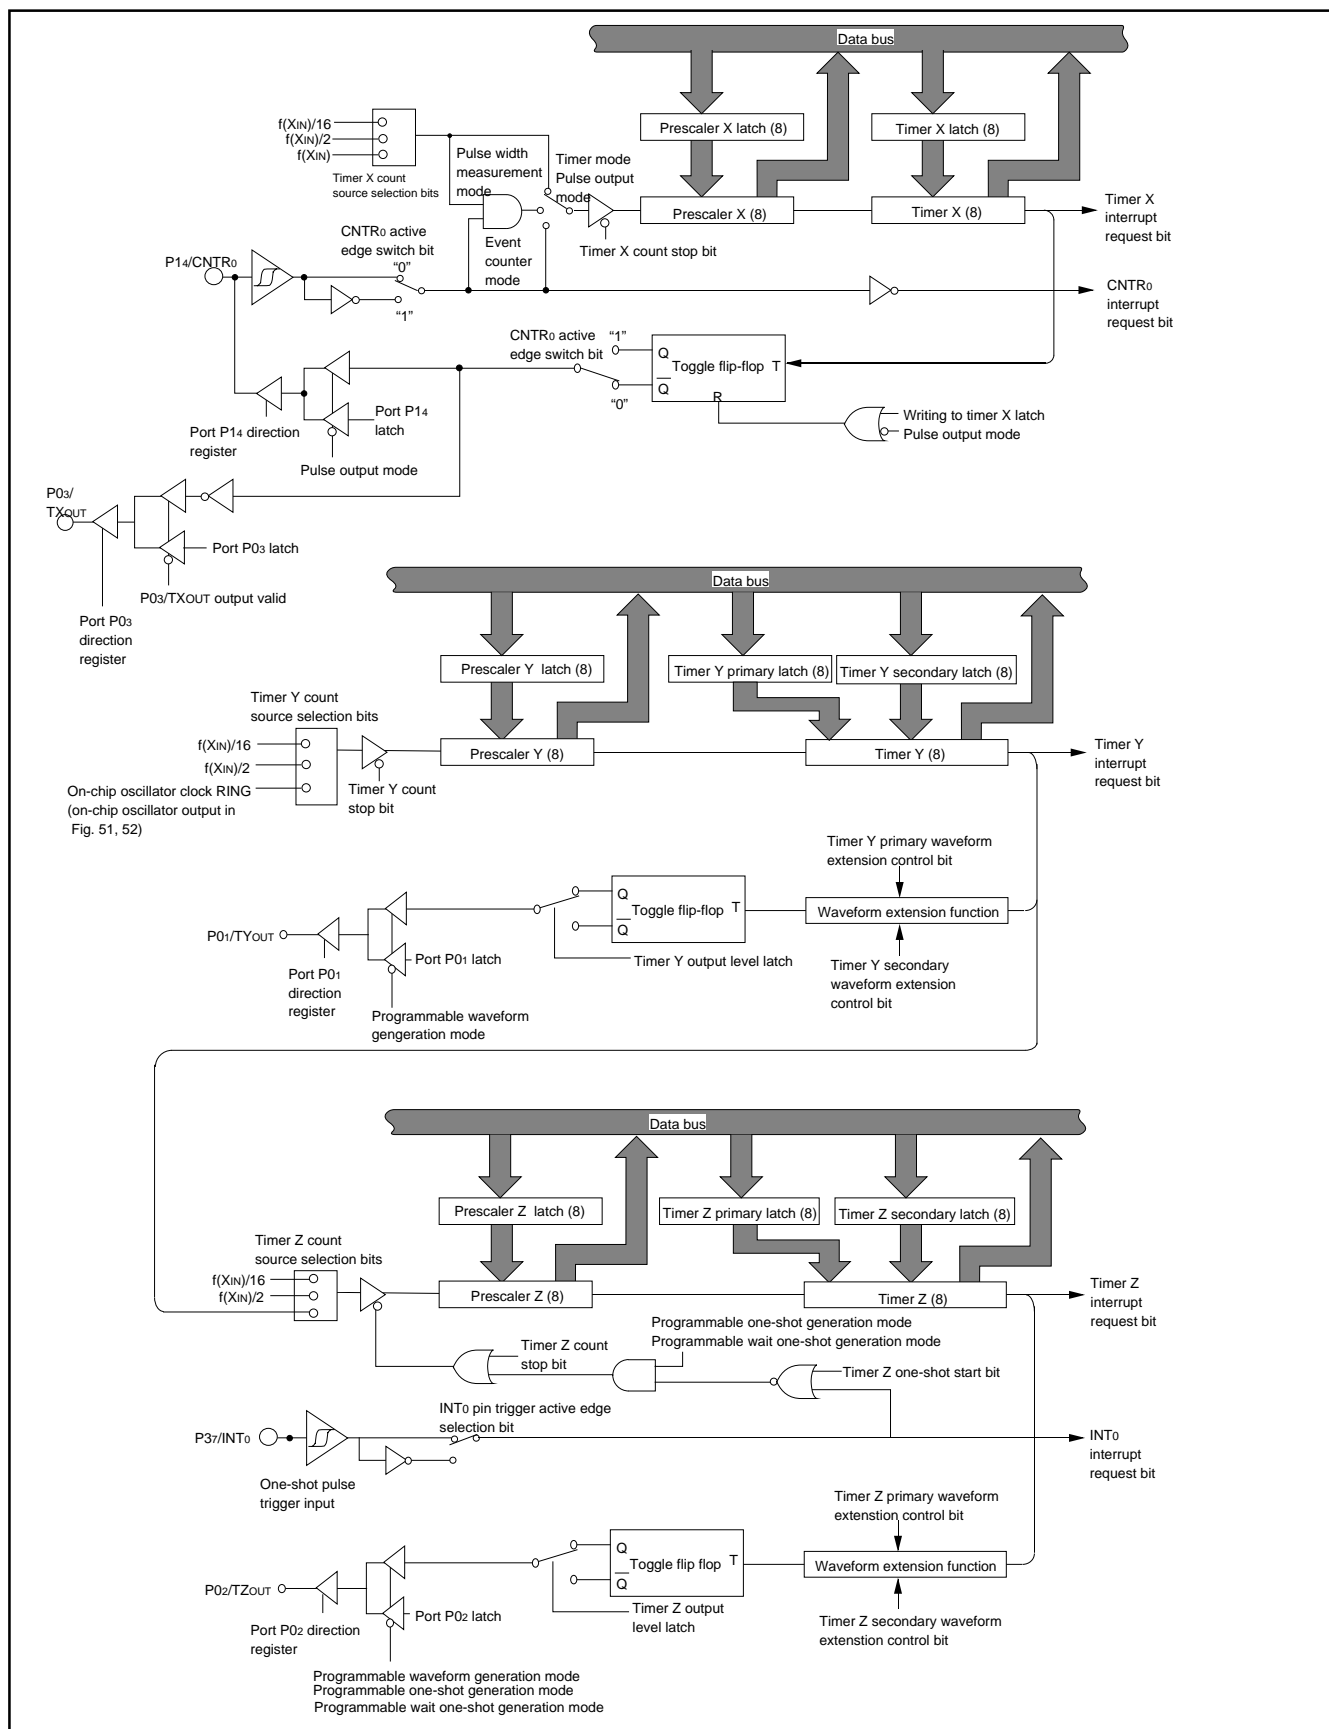 Data bus
f(XIN)/16
f(XIN)/2
f(XIN)
Timer X count
source selection bits
Pulse width
measurement
mode
Timer mode
Pulse output
mode
Prescaler X latch (8)
Timer X latch (8)
Prescaler X (8)
Timer X (8)
Timer X
interrupt
request bit
Timer X count stop bit
Event
counter
mode
CNTR0 active
edge switch bit
P14/CNTR0
“0”
“1”
CNTR0
interrupt
request bit
CNTR0 active
edge switch bit
“1”
“0”
Q
Q
Toggle flip-flop
T
R
Writing to timer X latch
Pulse output mode
Port P14
latch
Port P14 direction
register
Pulse output mode
P03/
TXOUT
Port P03 latch
P03/TXOUT output valid
Port P03
direction
register
Data bus
Prescaler Y  latch (8)
Timer Y primary latch (8)
Timer Y secondary latch (8)
Timer Y count
source selection bits
f(XIN)/16
f(XIN)/2
On-chip oscillator clock RING
(on-chip oscillator output in
Fig. 51, 52)
Timer Y count
stop bit
Prescaler Y (8)
Timer Y (8)
Timer Y
interrupt
request bit
Timer Y primary waveform
extension control bit
Waveform extension function
Timer Y secondary
waveform extension
control bit
Q
Q
Toggle flip-flop
T
Timer Y output level latch
P01/TYOUT
Port P01 latch
Port P01
direction
register
Programmable waveform
gengeration mode
Data bus
Prescaler Z  latch (8)
Timer Z primary latch (8)
Timer Z secondary latch (8)
Timer Z count
source selection bits
f(XIN)/16
f(XIN)/2
Prescaler Z (8)
Timer Z (8)
Timer Z
interrupt
request bit
Programmable one-shot generation mode
Programmable wait one-shot generation mode
Timer Z count
stop bit
Timer Z one-shot start bit
INT0 pin trigger active edge
selection bit
P37/INT0
One-shot pulse
trigger input
INT0
interrupt
request bit
Timer Z primary waveform
extenstion control bit
Waveform extension function
Timer Z secondary waveform
extenstion control bit
Q
Q
Toggle flip flop
T
Timer Z output
level latch
P02/TZOUT
Port P02 latch
Port P02 direction
register
Programmable waveform generation mode
Programmable one-shot generation mode
Programmable wait one-shot generation mode